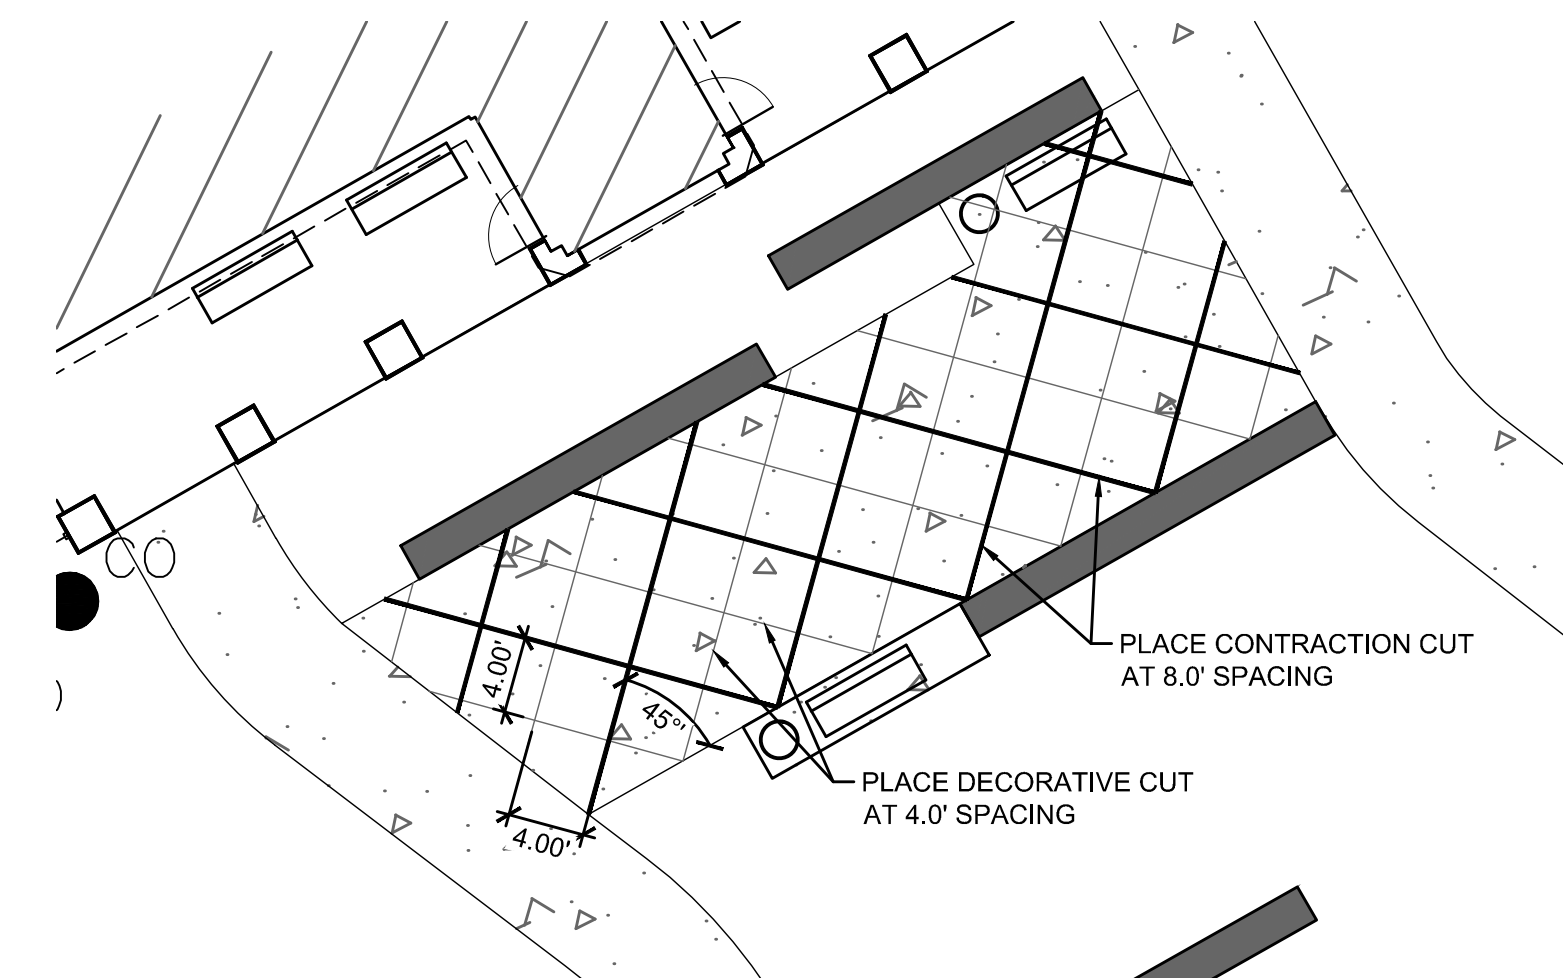 PLACE CONTRACTION CUT
AT 8.0' SPACING
4.00'
45°'
PLACE DECORATIVE CUT
AT 4.0' SPACING
4.00'